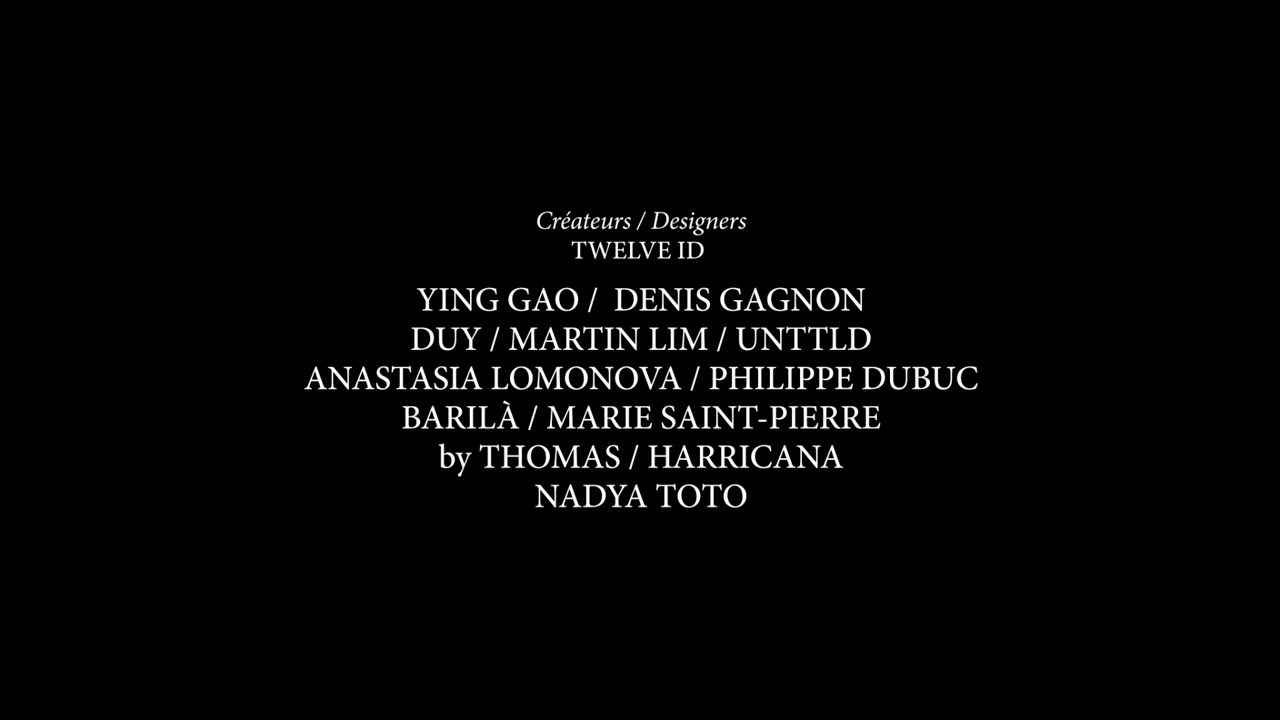 Créateurs / Designers
TWELVE ID
YING GAO / DENIS GAGNON
DUY / MARTIN LIM / UNTTLD
ANASTASIA LOMONOVA / PHILIPPE DUBUC
BARILÀ / MARIE SAINT-PIERRE
by THOMAS / HARRICANA
NADYA TOTO